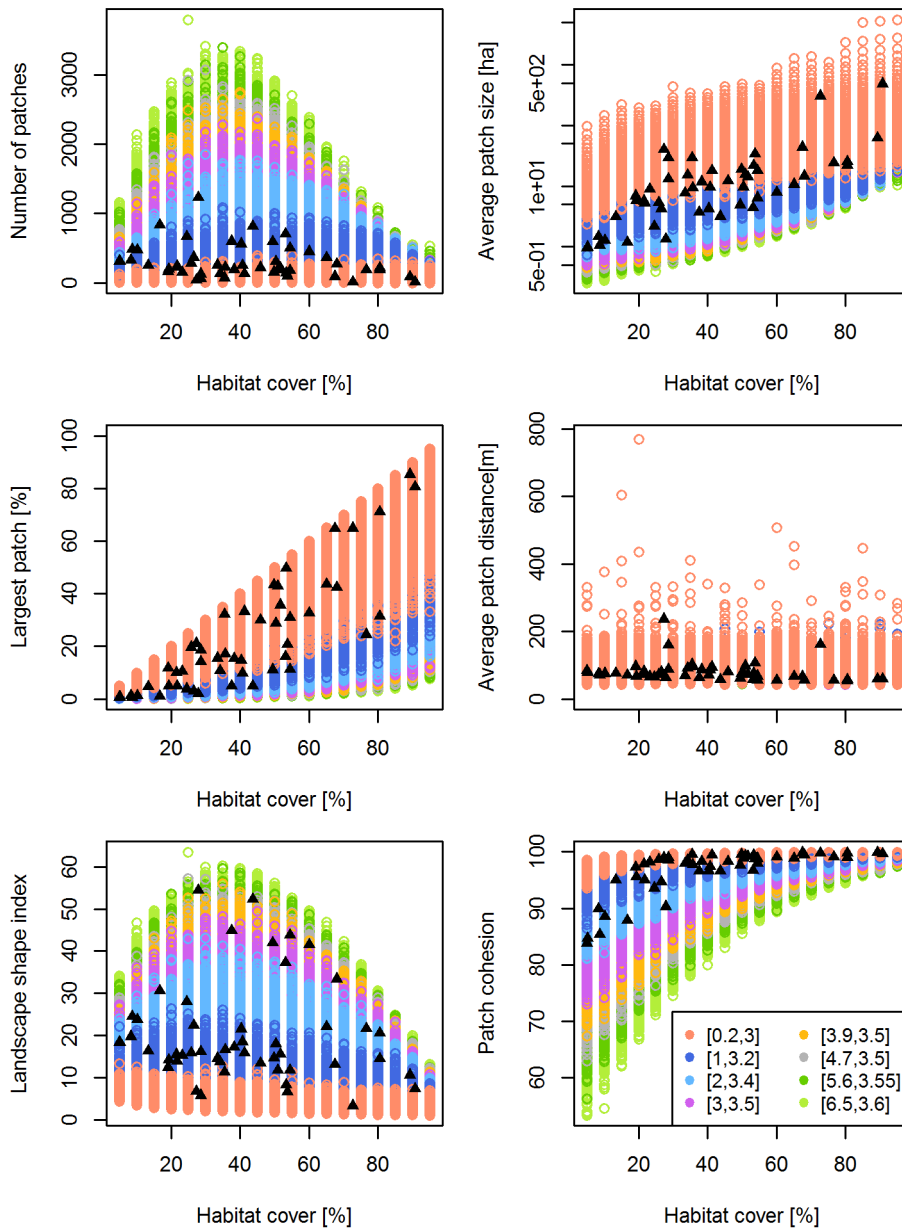 Number of patches
3000
2000
1000
0
20 40 60 80
Habitat cover [%]
Average patch size [ha]
5e+02
1e+01
5e-01
20 40 60 80
Habitat cover [%]
Largest patch [%]
100
80
60
40
20
0
20 40 60 80
Habitat cover [%]
Average patch distance[m]
800
600
400
200
0
20 40 60 80
Habitat cover [%]
Landscape shape index
60
50
40
30
20
10
0
20 40 60 80
Habitat cover [%]
Patch cohesion
100
90
80
70
60
[0.2,3] [3.9,3.5]
[1,3.2] [4.7,3.5]
[2,3.4] [5.6,3.55]
[3,3.5] [6.5,3.6]
20 40 60 80
Habitat cover [%]